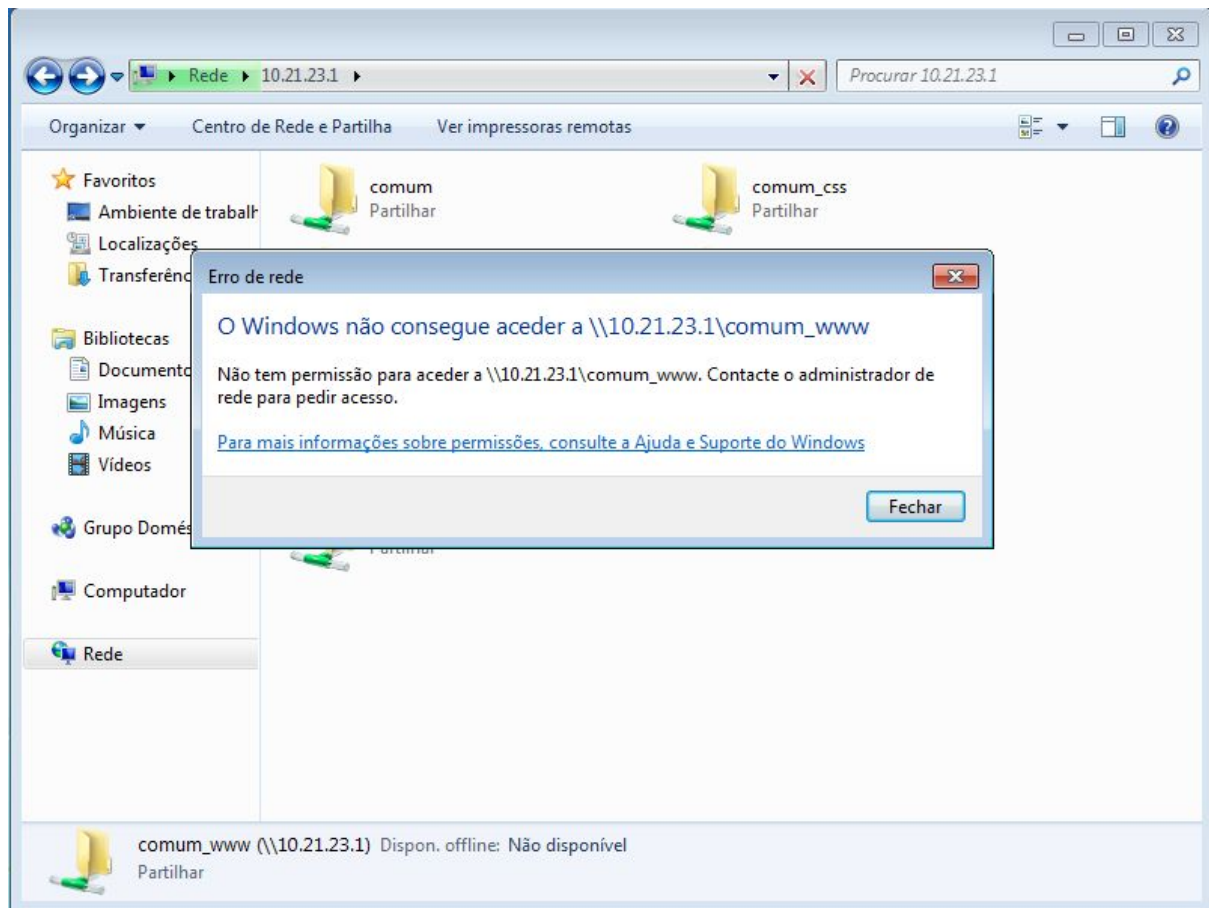 Rede 10.21.23.1
Procurar 10.21.23.1
Organizar Centro de Rede e Partilha Ver impressoras remotas
Favoritos
Ambiente de trabalh
Localizações
Transferênc
Bibliotecas
Documento
Imagens
Música
Vídeos
Grupo Domés
Computador
Rede
comum
Partilhar
comum_css
Partilhar
Erro de rede
O Windows não consegue aceder a \\10.21.23.1\comum_www
Não tem permissão para aceder a \\10.21.23.1\comum_www. Contacte o administrador de
rede para pedir acesso.
Para mais informações sobre permissões, consulte a Ajuda e Suporte do Windows
Fechar
Partilhar
comum_www (\\10.21.23.1) Dispon. offline: Não disponível
Partilhar